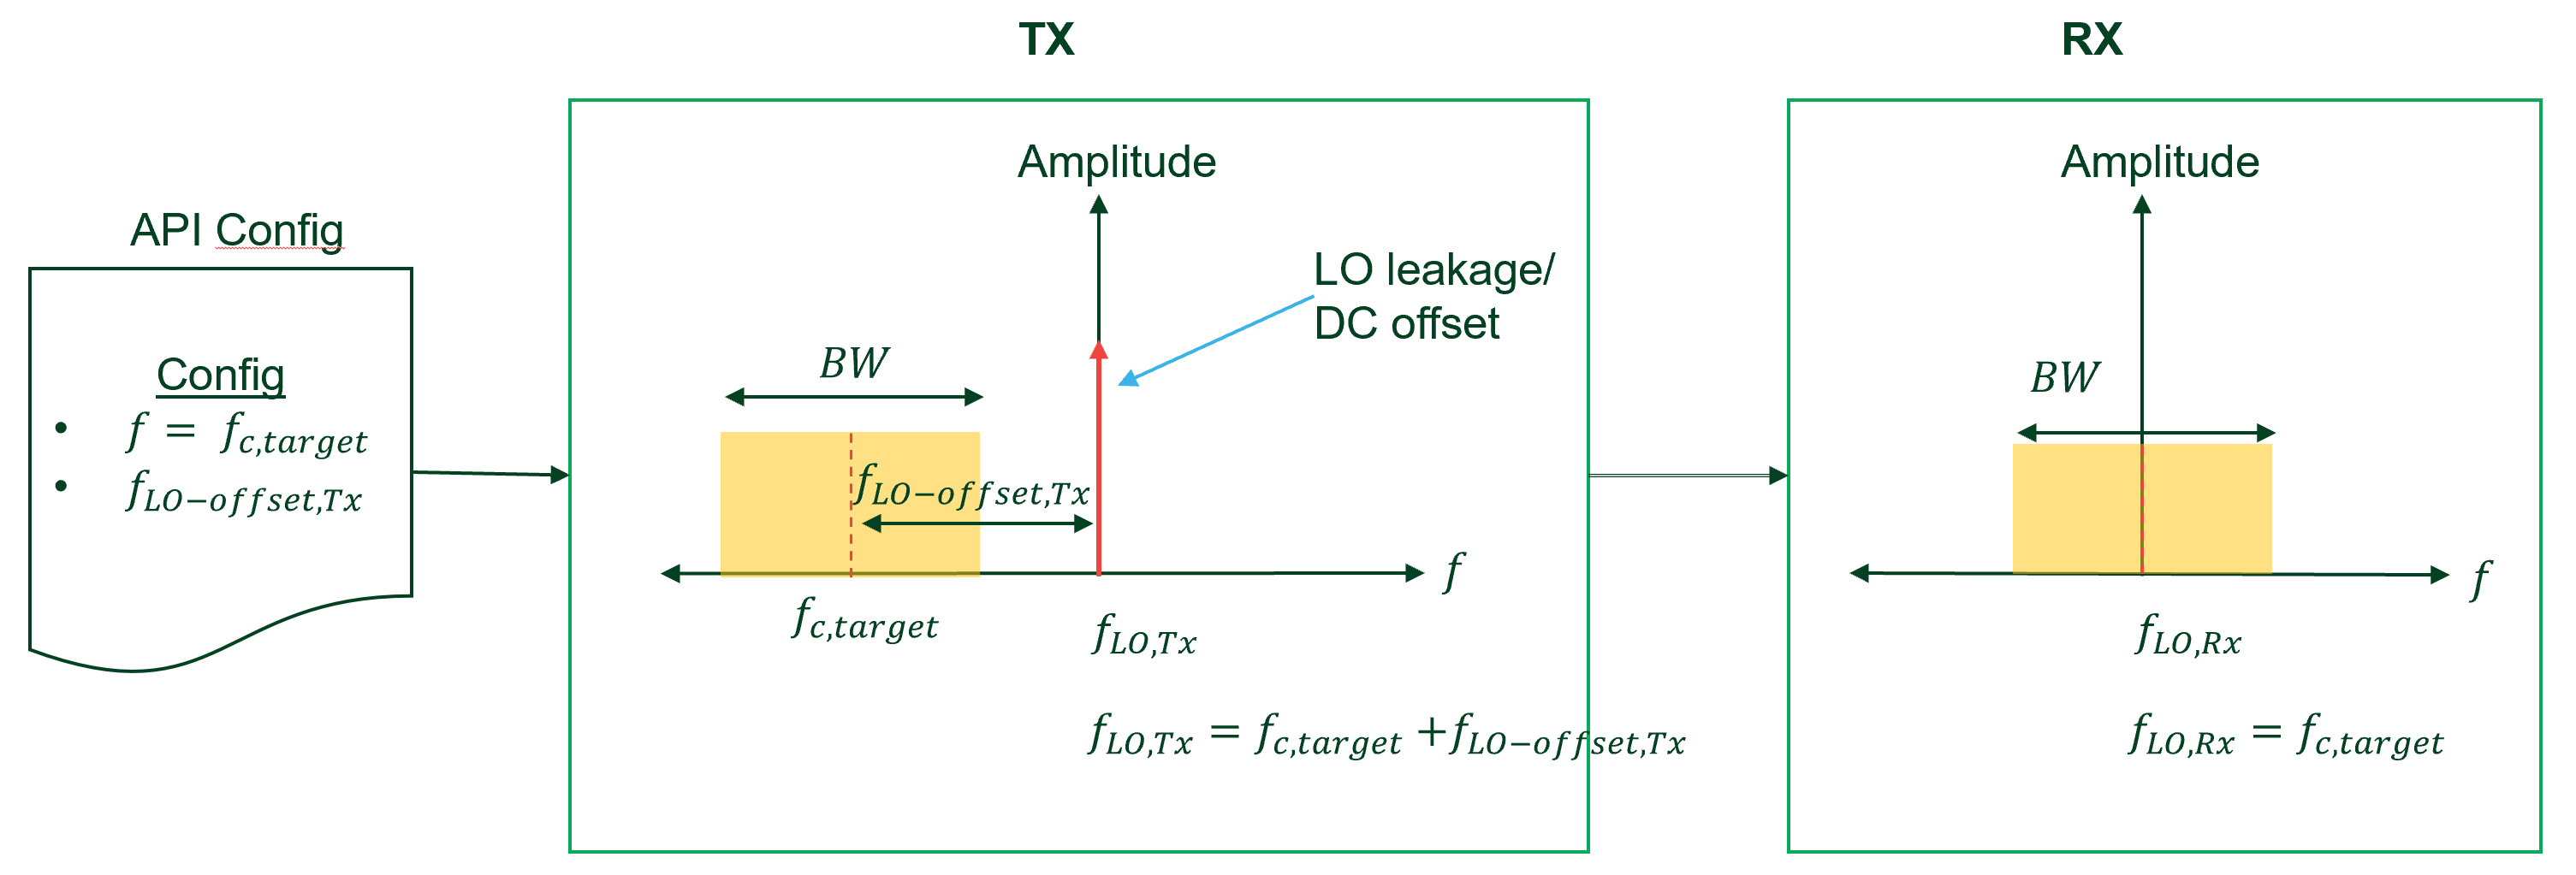 TX
RX
API Config
Config
• f = f_{c,target}
• f_{LO−offset,Tx}
Amplitude
LO leakage/
DC offset
BW
f_{LO−offset,Tx}
f
f_{c,target}
f_{LO,Tx}
f_{LO,Tx} = f_{c,target} +f_{LO−offset,Tx}
Amplitude
BW
f
f_{LO,Rx}
f_{LO,Rx} = f_{c,target}